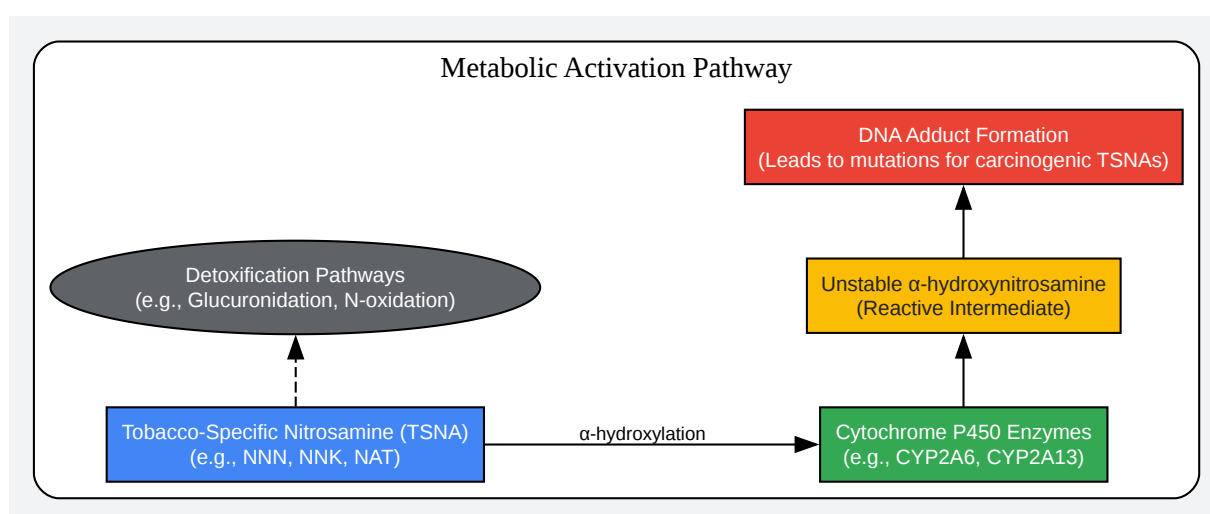 Metabolic Activation Pathway
DNA Adduct Formation
(Leads to mutations for carcinogenic TSNAs)
Detoxification Pathways
(e.g., Glucuronidation, N-oxidation)
Unstable α-hydroxynitrosamine
(Reactive Intermediate)
Tobacco-Specific Nitrosamine (TSNA)
(e.g., NNN, NNK, NAT)
α-hydroxylation
Cytochrome P450 Enzymes
(e.g., CYP2A6, CYP2A13)